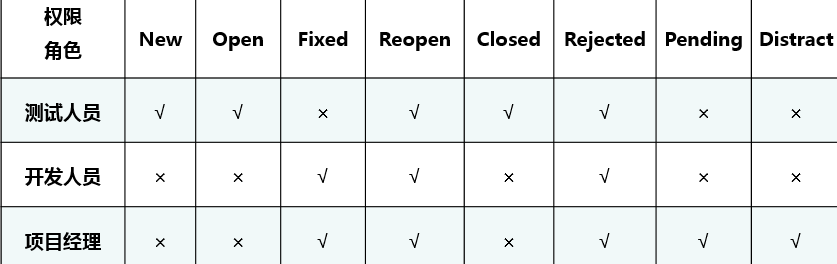 权限
角色 New Open Fixed Reopen Closed Rejected Pending Distract
测试人员 √ √ × √ √ √ × ×
开发人员 × × √ √ × √ × ×
项目经理 × × √ √ × √ √ √